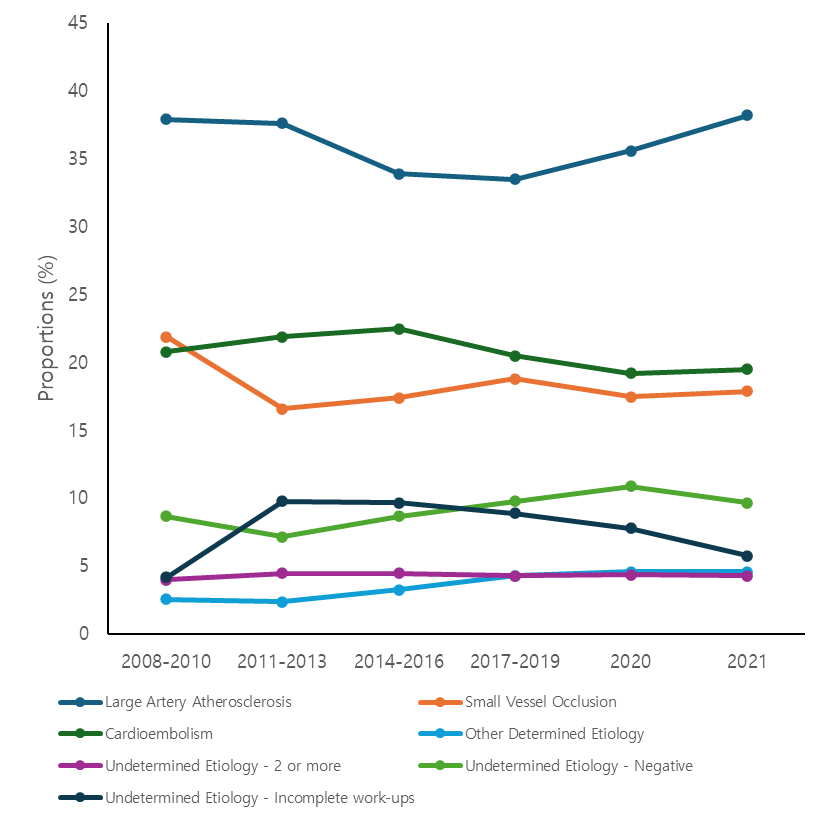 45
40
35
30
25
20
15
10
5
0
Proportions (%)
2008-2010 2011-2013 2014-2016 2017-2019 2020 2021
Large Artery Atherosclerosis Small Vessel Occlusion
Cardioembolism Other Determined Etiology
Undetermined Etiology - 2 or more Undetermined Etiology - Negative
Undetermined Etiology - Incomplete work-ups